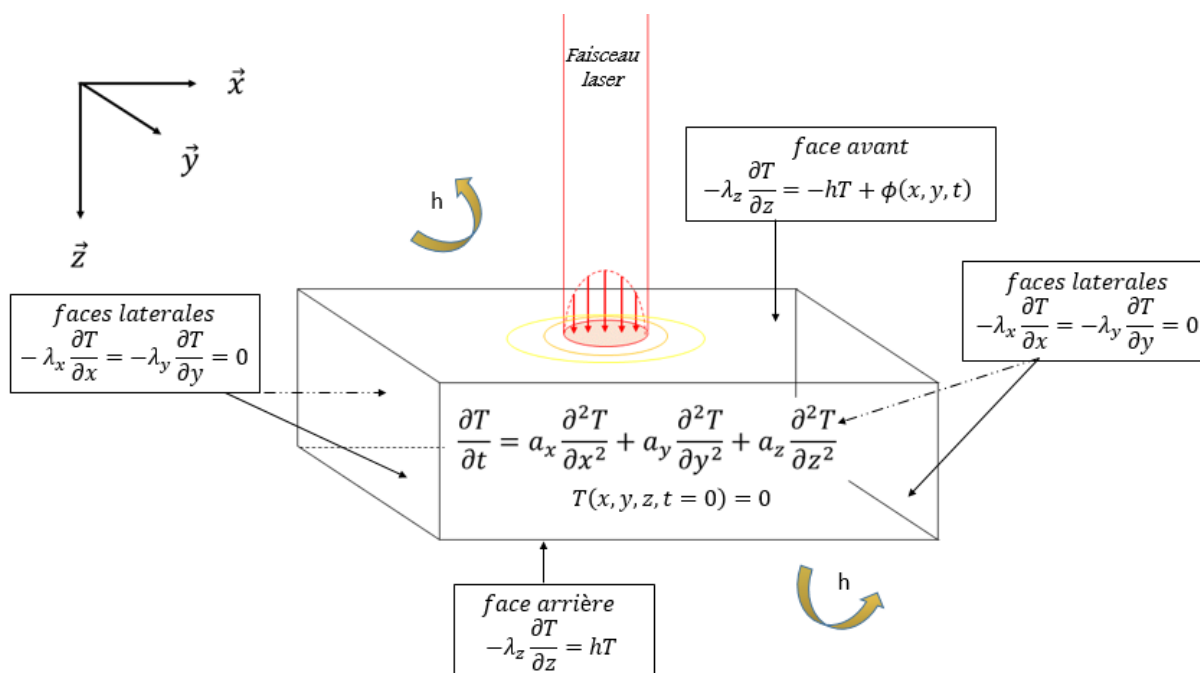 Faisceau
laser
x⃗
y⃗
z⃗
h
face avant
−λ_z ∂T/∂z = −hT + ϕ(x, y, t)
faces laterales
− λ_x ∂T/∂x = −λ_y ∂T/∂y = 0
faces laterales
−λ_x ∂T/∂x = −λ_y ∂T/∂y = 0
∂T/∂t = a_x ∂²T/∂x² + a_y ∂²T/∂y² + a_z ∂²T/∂z²
T(x, y, z, t = 0) = 0
h
face arrière
−λ_z ∂T/∂z = hT